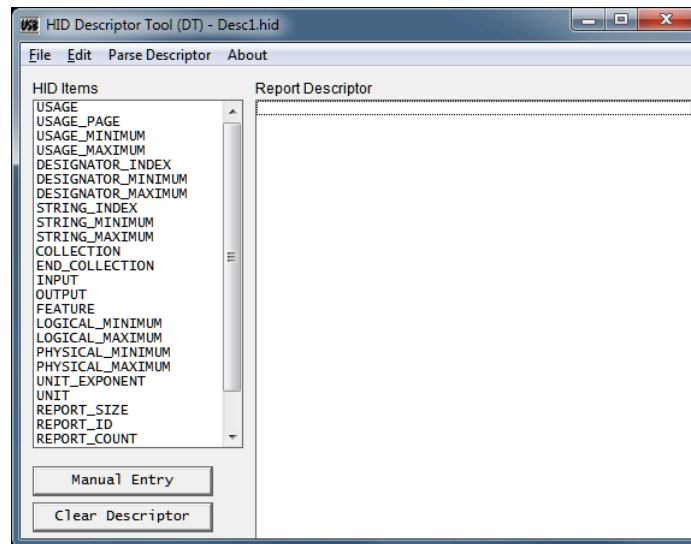 USB HID Descriptor Tool (DT) - Desc1.hid
File Edit Parse Descriptor About
HID Items
Report Descriptor
USAGE
USAGE_PAGE
USAGE_MINIMUM
USAGE_MAXIMUM
DESIGNATOR_INDEX
DESIGNATOR_MINIMUM
DESIGNATOR_MAXIMUM
STRING_INDEX
STRING_MINIMUM
STRING_MAXIMUM
COLLECTION
END_COLLECTION
INPUT
OUTPUT
FEATURE
LOGICAL_MINIMUM
LOGICAL_MAXIMUM
PHYSICAL_MINIMUM
PHYSICAL_MAXIMUM
UNIT_EXPONENT
UNIT
REPORT_SIZE
REPORT_ID
REPORT_COUNT
Manual Entry
Clear Descriptor